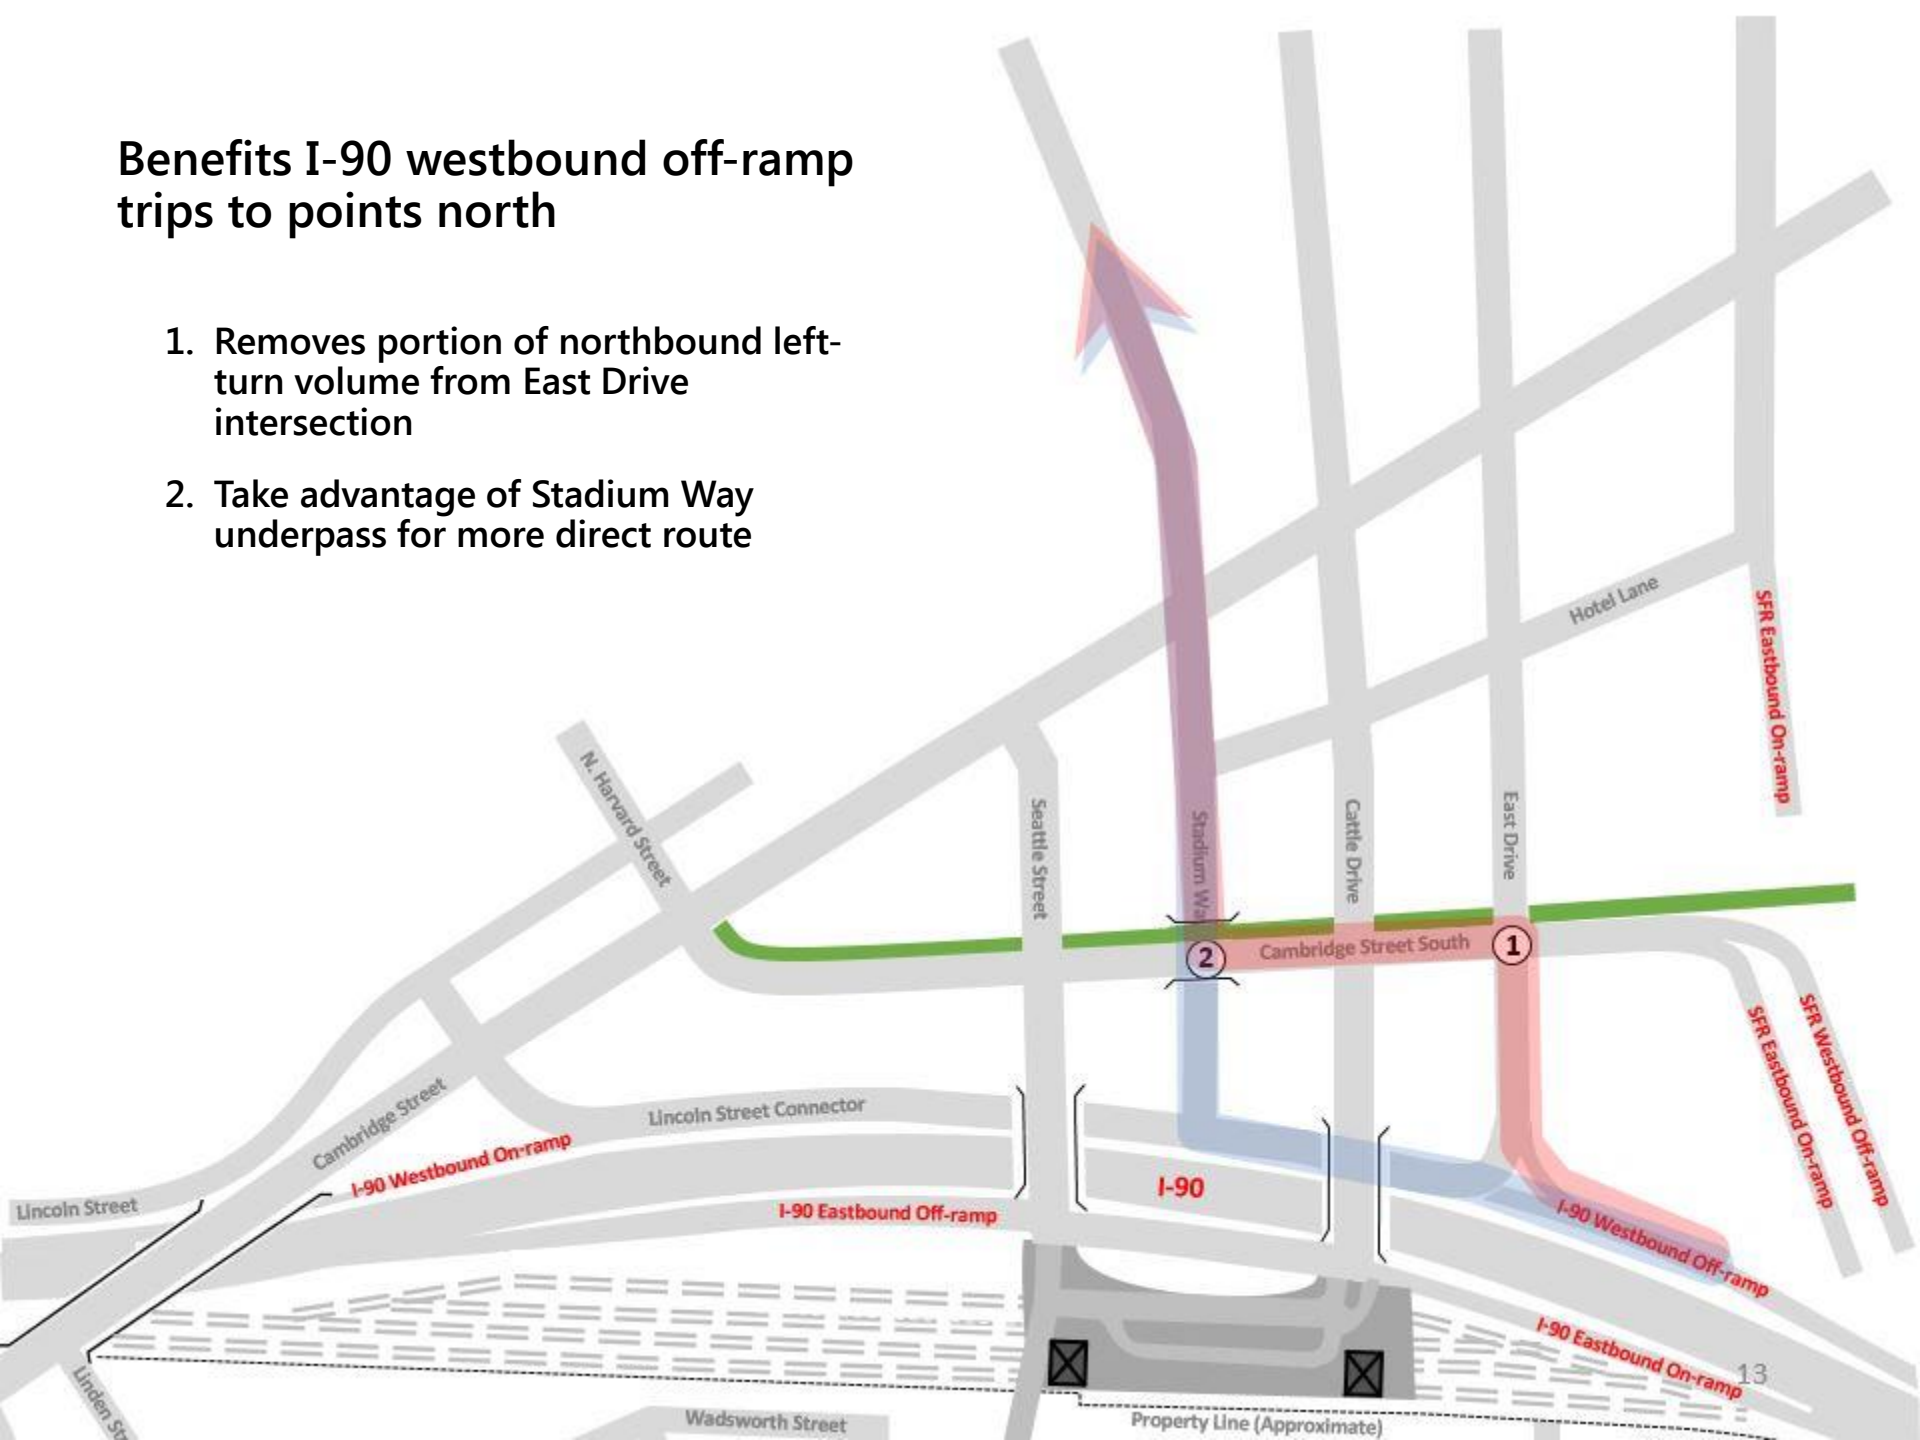 Benefits I-90 westbound off-ramp
trips to points north
1. Removes portion of northbound left-
turn volume from East Drive
intersection
2. Take advantage of Stadium Way
underpass for more direct route
Hotel Lane
SFR Eastbound On-ramp
N. Harvard Street
Seattle Street
Stadium Way
Cattle Drive
East Drive
2
Cambridge Street South
1
SFR Eastbound On-ramp
SFR Westbound Off-ramp
Cambridge Street
Lincoln Street Connector
I-90 Westbound On-ramp
Lincoln Street
I-90 Eastbound Off-ramp
I-90
I-90 Westbound Off-ramp
I-90 Eastbound On-ramp
13
Linden Str
Wadsworth Street
Property Line (Approximate)